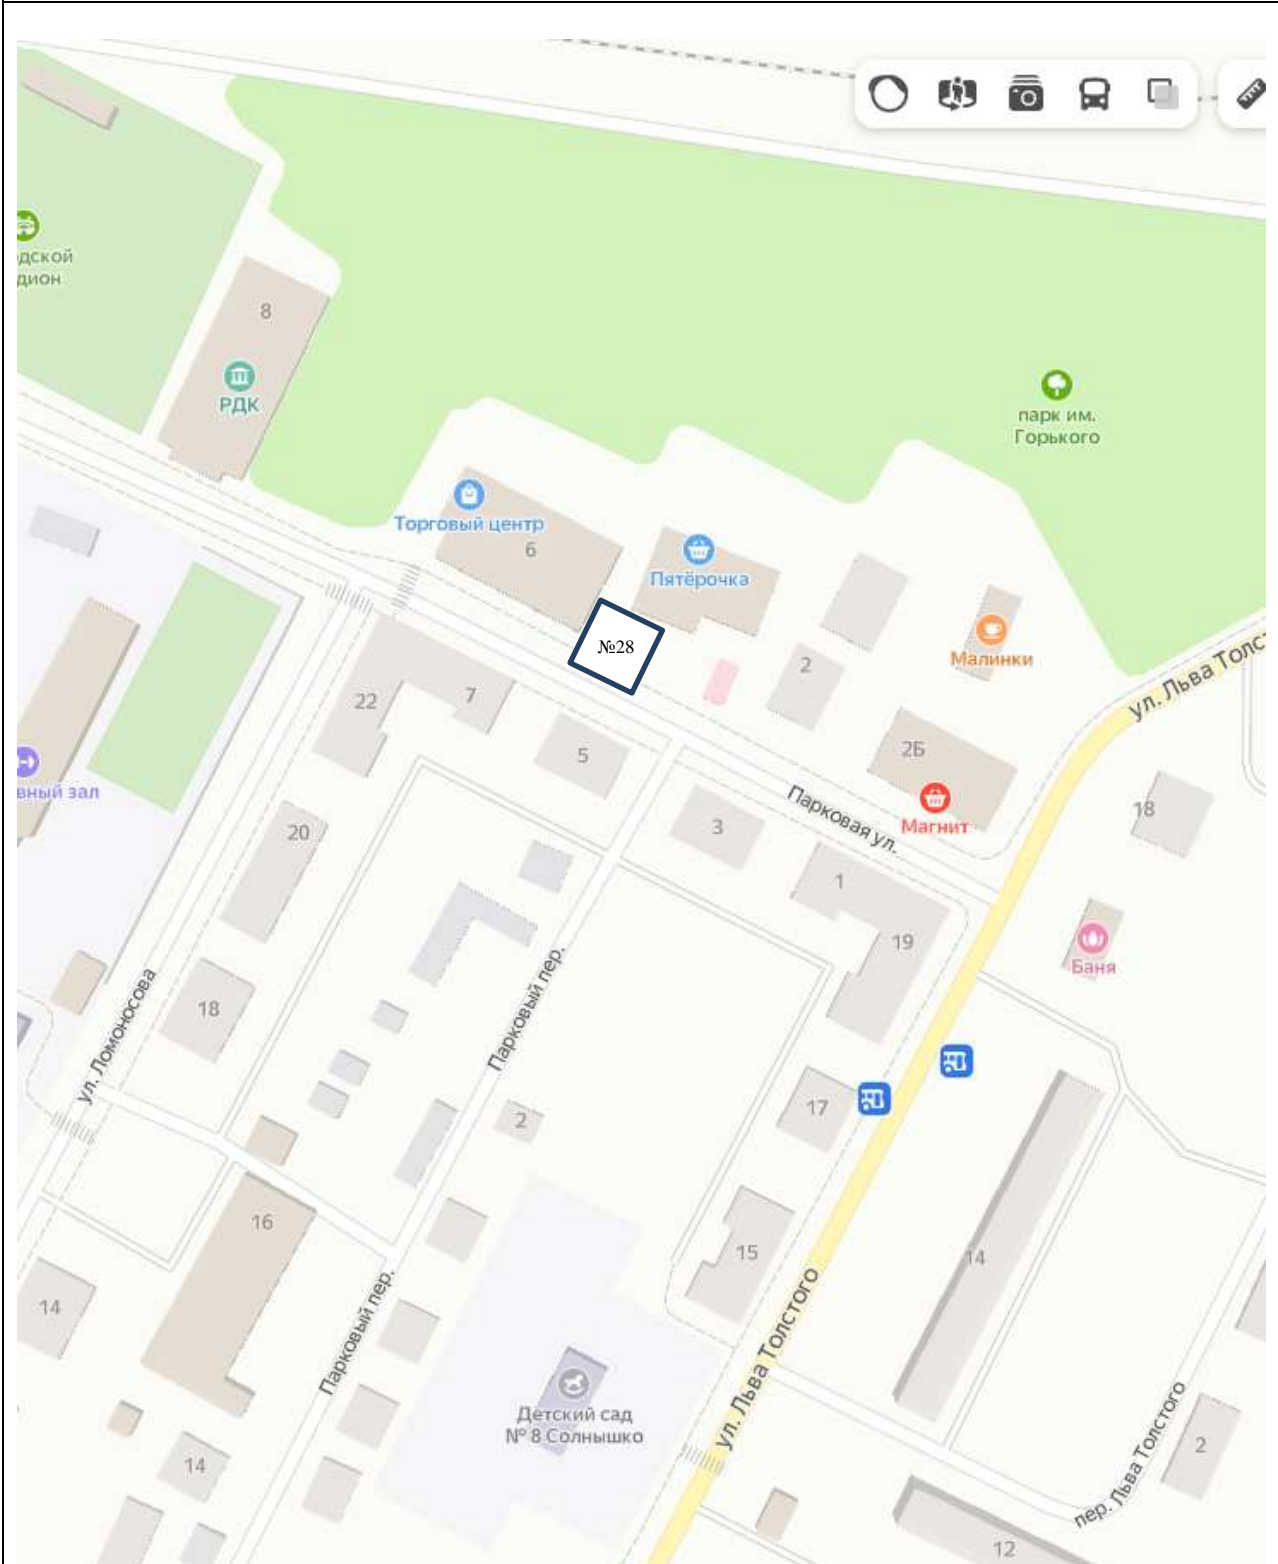 дской
дион
8
РДК
парк им.
Горького
Торговый центр
6
Пятёрочка
№28
2
Малинки
ул. Льва Толс
22
7
5
2Б
Магнит
вный зал
Парковая ул.
18
20
3
1
19
Баня
18
ул. Ломоносова
Парковый пер.
17
2
16
15
14
14
Парковый пер.
ул. Льва Толстого
Детский сад
№ 8 Солнышко
пер. Льва Толстого
2
14
12